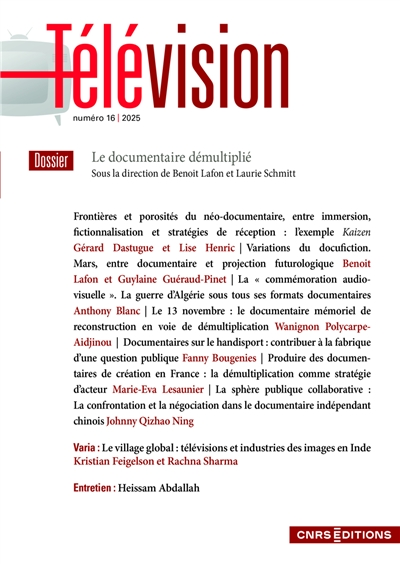 Télévision
numéro 16 | 2025
Dossier
Le documentaire démultiplié
Sous la direction de Benoit Lafon et Laurie Schmitt
Frontières et porosités du néo-documentaire, entre immersion,
fictionnalisation et stratégies de réception : l’exemple Kaizen
Gérard Dastugue et Lise Henric | Variations du docufiction.
Mars, entre documentaire et projection futurologique Benoit
Lafon et Guylaine Guéraud-Pinet | La « commémoration audio-
visuelle ». La guerre d’Algérie sous tous ses formats documentaires
Anthony Blanc | Le 13 novembre : le documentaire mémoriel de
reconstruction en voie de démultiplication Wanignon Polycarpe-
Aidjinou | Documentaires sur le handisport : contribuer à la fabrique
d’une question publique Fanny Bougenies | Produire des documen-
taires de création en France : la démultiplication comme stratégie
d’acteur Marie-Eva Lesaunier | La sphère publique collaborative :
La confrontation et la négociation dans le documentaire indépendant
chinois Johnny Qizhao Ning
Varia : Le village global : télévisions et industries des images en Inde
Kristian Feigelson et Rachna Sharma
Entretien : Heissam Abdallah
CNRS EDITIONS